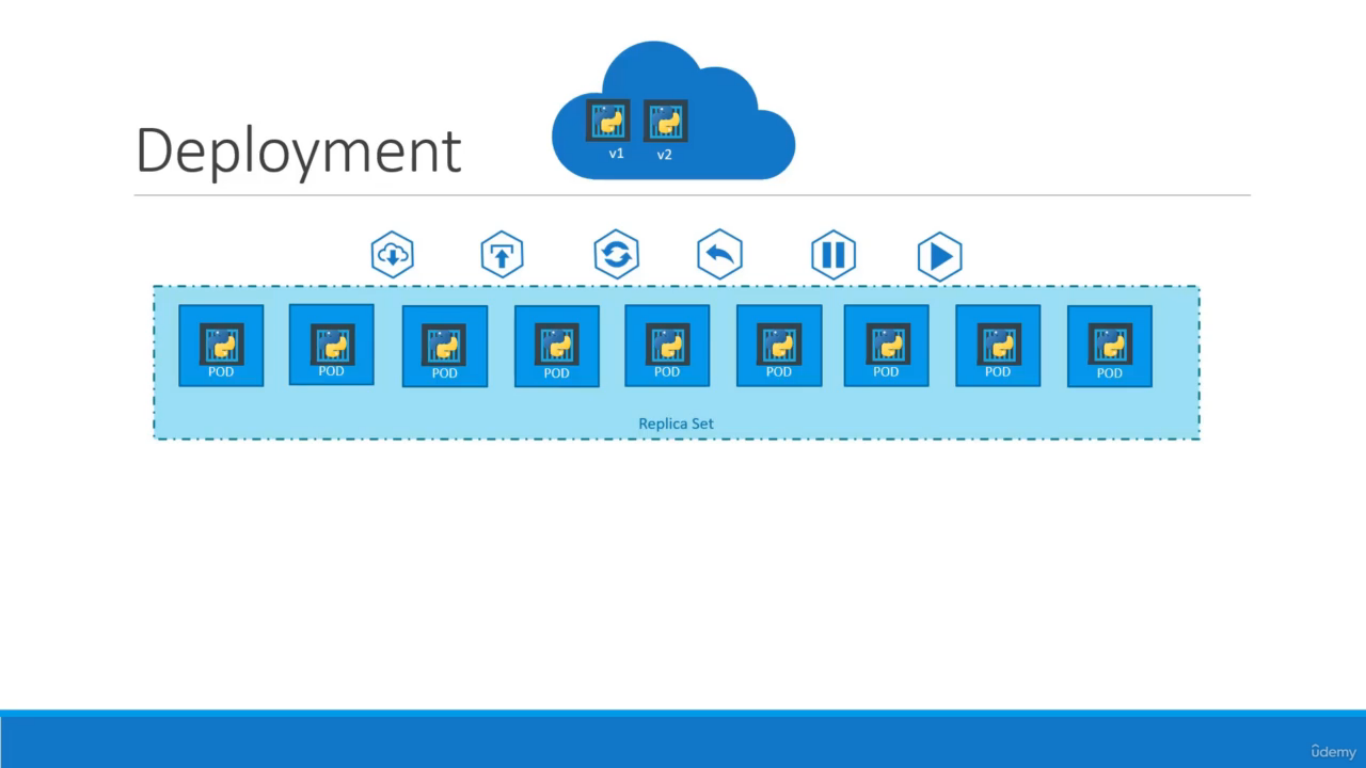 Deployment
v1 v2
POD POD POD POD POD POD POD POD POD
Replica Set
ûdemy